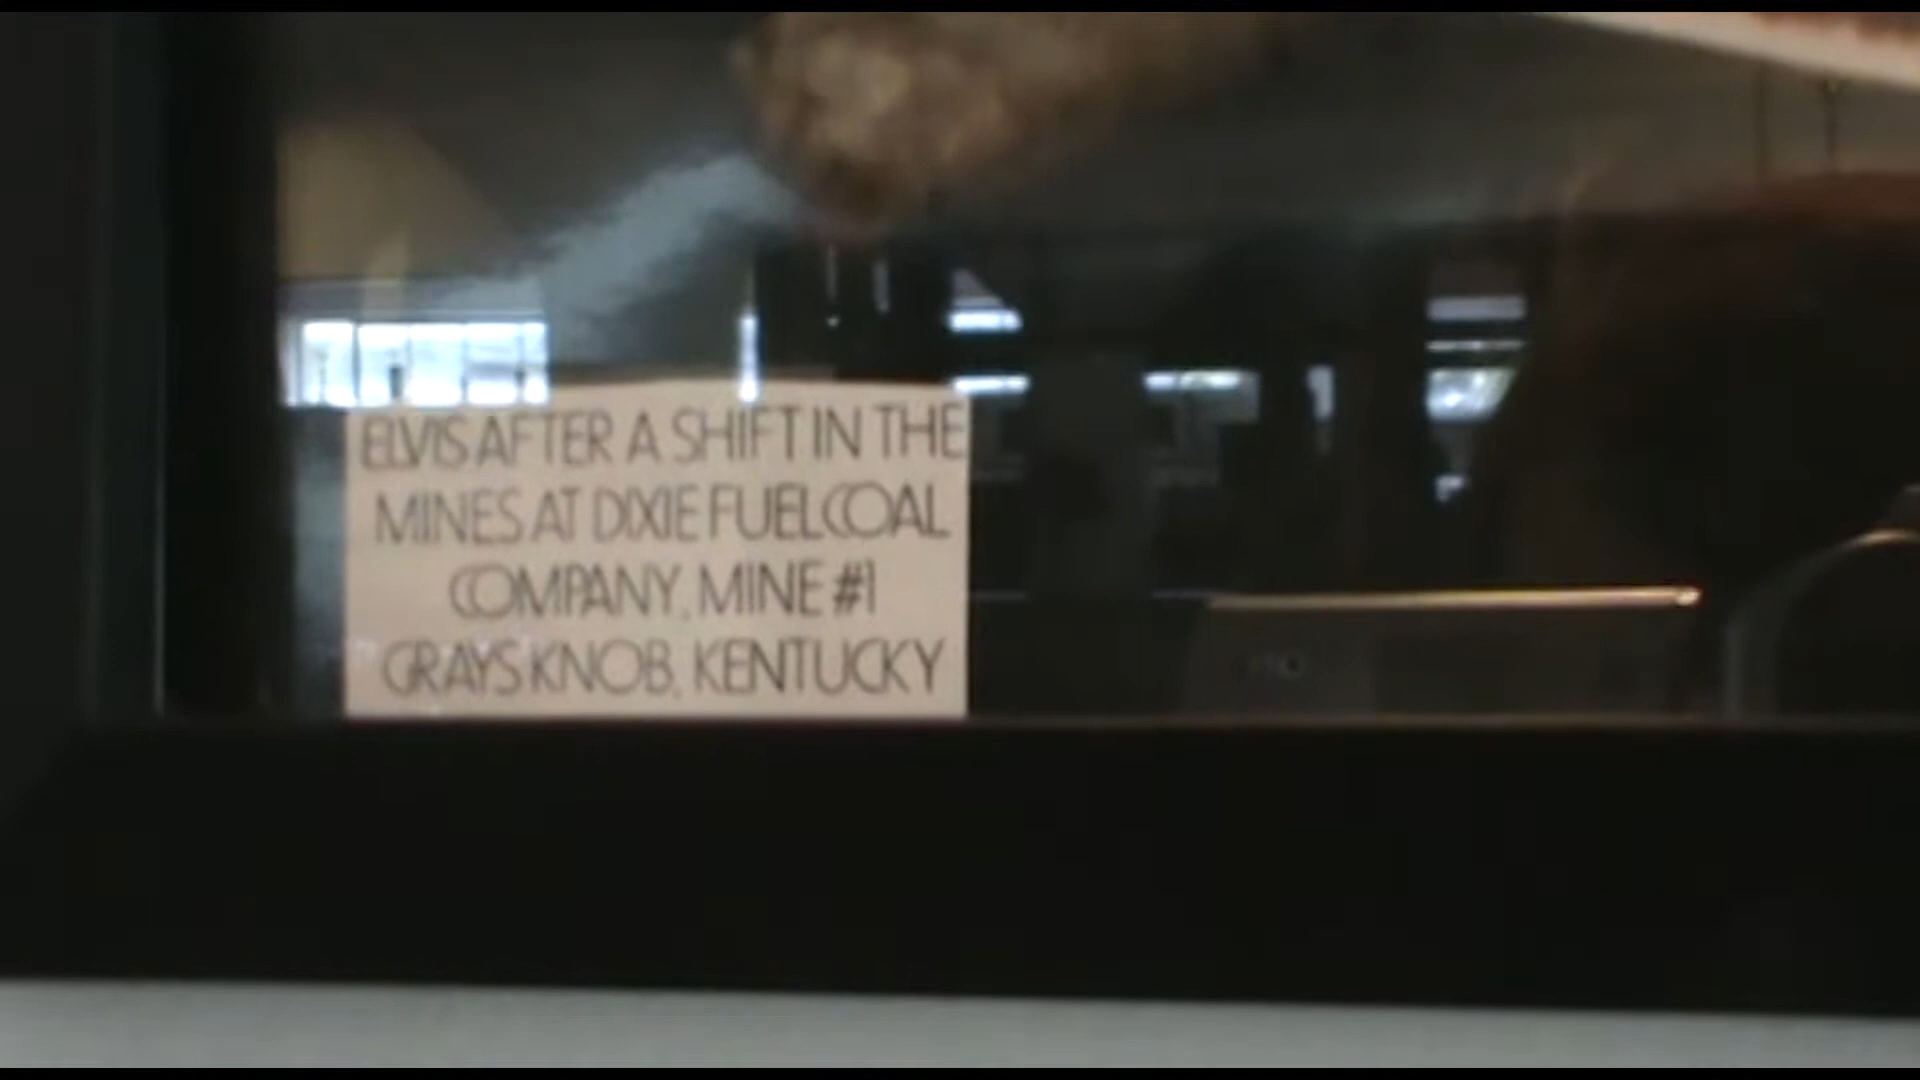 ELVIS AFTER A SHIFT IN THE
MINES AT DIXIE FUEL COAL
COMPANY, MINE #1
GRAYS KNOB, KENTUCKY